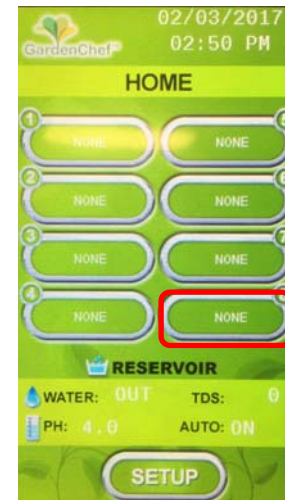 02/03/2017
GardenChef
02:50 PM
HOME
1 NONE
5 NONE
2 NONE
6 NONE
3 NONE
7 NONE
4 NONE
NONE
RESERVOIR
WATER: OUT TDS: 0
PH: 4.0 AUTO: ON
SETUP